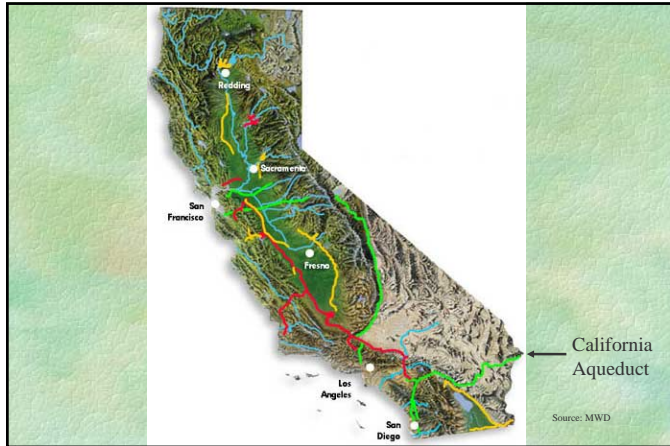 Redding
Sacramento
San
Francisco
Fresno
Los
Angeles
San
Diego
California
Aqueduct
Source: MWD